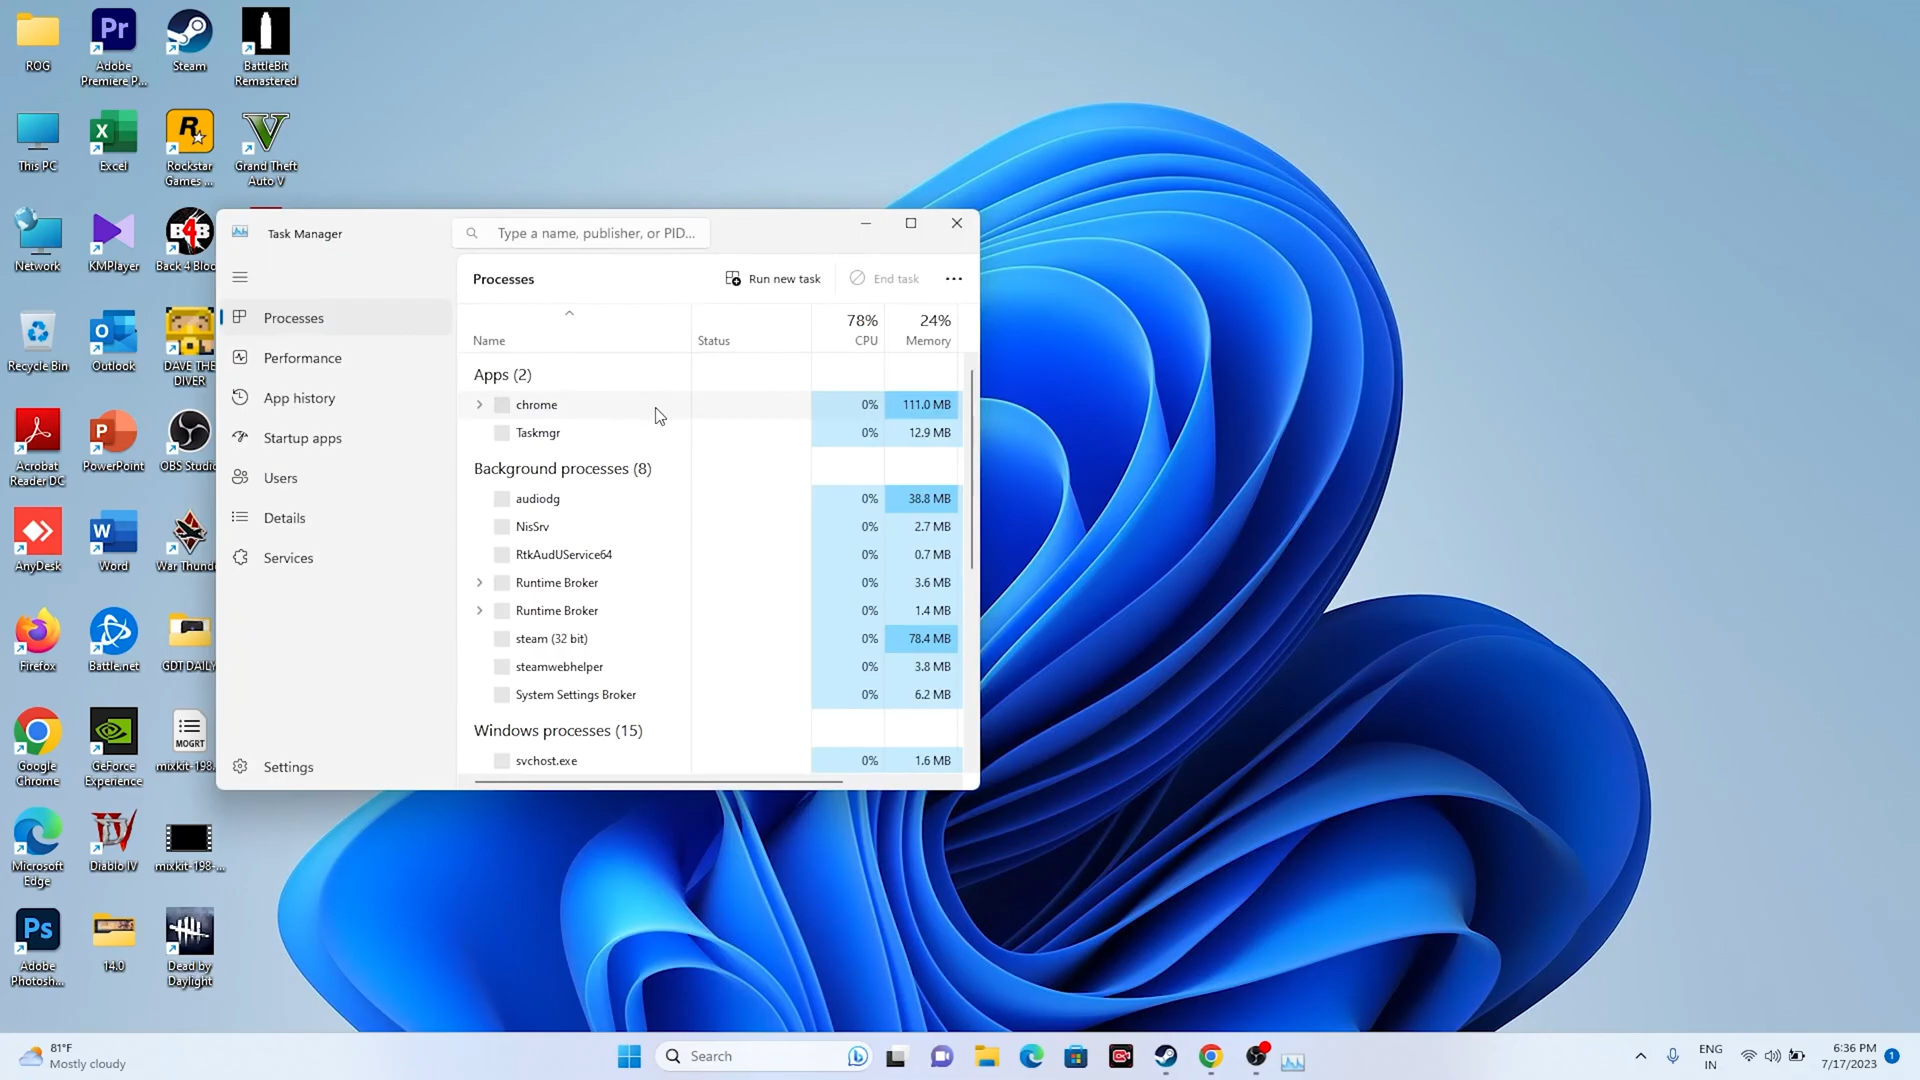 ROG
Adobe
Premiere P...
Steam
BattleBit
Remastered
This PC
Excel
Rockstar
Games ...
Grand Theft
Auto V
Network
KMPlayer
Back 4 Bloo
Recycle Bin
Outlook
DAVE THE
DIVER
Acrobat
Reader DC
PowerPoint
OBS Studio
AnyDesk
Word
War Thund
Firefox
Battle.net
GDT DAILY
Google
Chrome
GeForce
Experience
MOGRT
mixkit-198.
Microsoft
Edge
Diablo IV
mixkit-198-...
Adobe
Photosh...
14.0
Dead by
Daylight
Task Manager
Type a name, publisher, or PID...
Processes
Performance
App history
Startup apps
Users
Details
Services
Settings
Processes
Run new task
End task
Name
Status
78%
CPU
24%
Memory
Apps (2)
chrome 0% 111.0 MB
Taskmgr 0% 12.9 MB
Background processes (8)
audiodg 0% 38.8 MB
NisSrv 0% 2.7 MB
RtkAudUService64 0% 0.7 MB
Runtime Broker 0% 3.6 MB
Runtime Broker 0% 1.4 MB
steam (32 bit) 0% 78.4 MB
steamwebhelper 0% 3.8 MB
System Settings Broker 0% 6.2 MB
Windows processes (15)
svchost.exe 0% 1.6 MB
81°F
Mostly cloudy
Search
ENG
IN
6:36 PM
7/17/2023
1